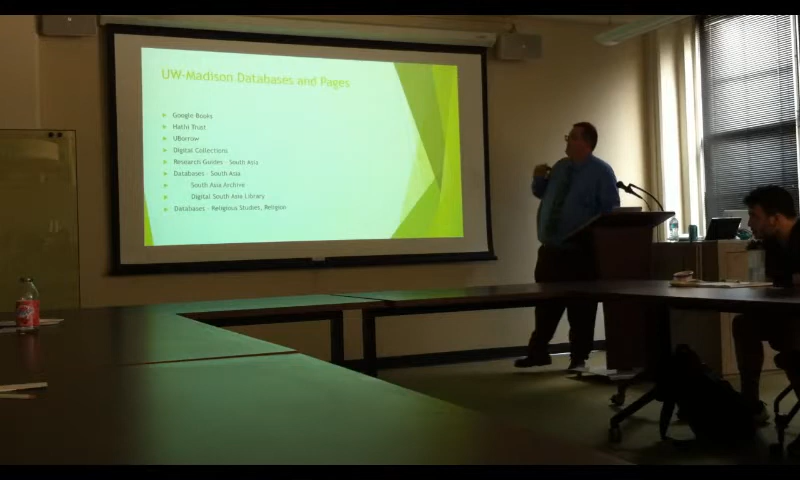 UW-Madison Databases and Pages
Google Books
Hathi Trust
UBorrow
Digital Collections
Research Guides - South Asia
Databases - South Asia
South Asia Archive
Digital South Asia Library
Databases - Religious Studies, Religion